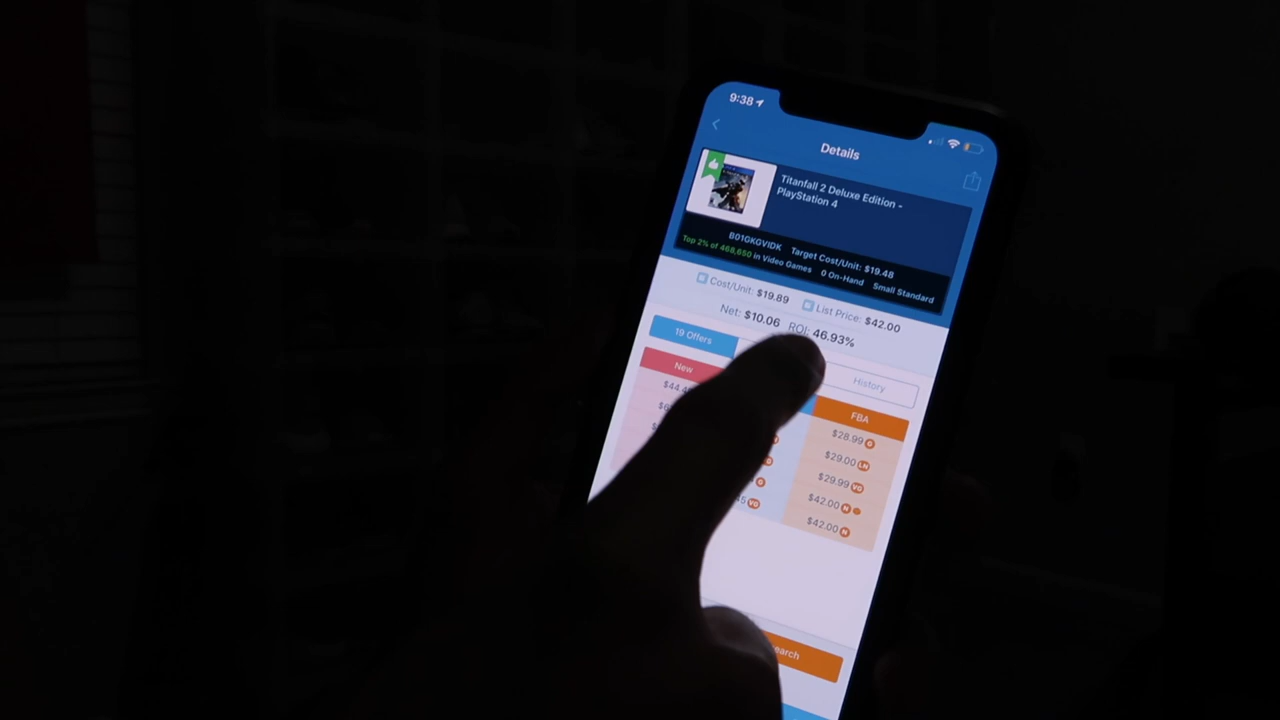 9:38
Details
Titanfall 2 Deluxe Edition -
PlayStation 4
B01GKGVIDK Target Cost/Unit: $19.48
Top 2% of 468,650 in Video Games 0 On-Hand Small Standard
Cost/Unit: $19.89 List Price: $42.00
Net: $10.06 ROI: 46.93%
19 Offers History
New FBA
$28.99 G
$29.00 LN
$29.99 VG
$42.00 N
$42.00 N